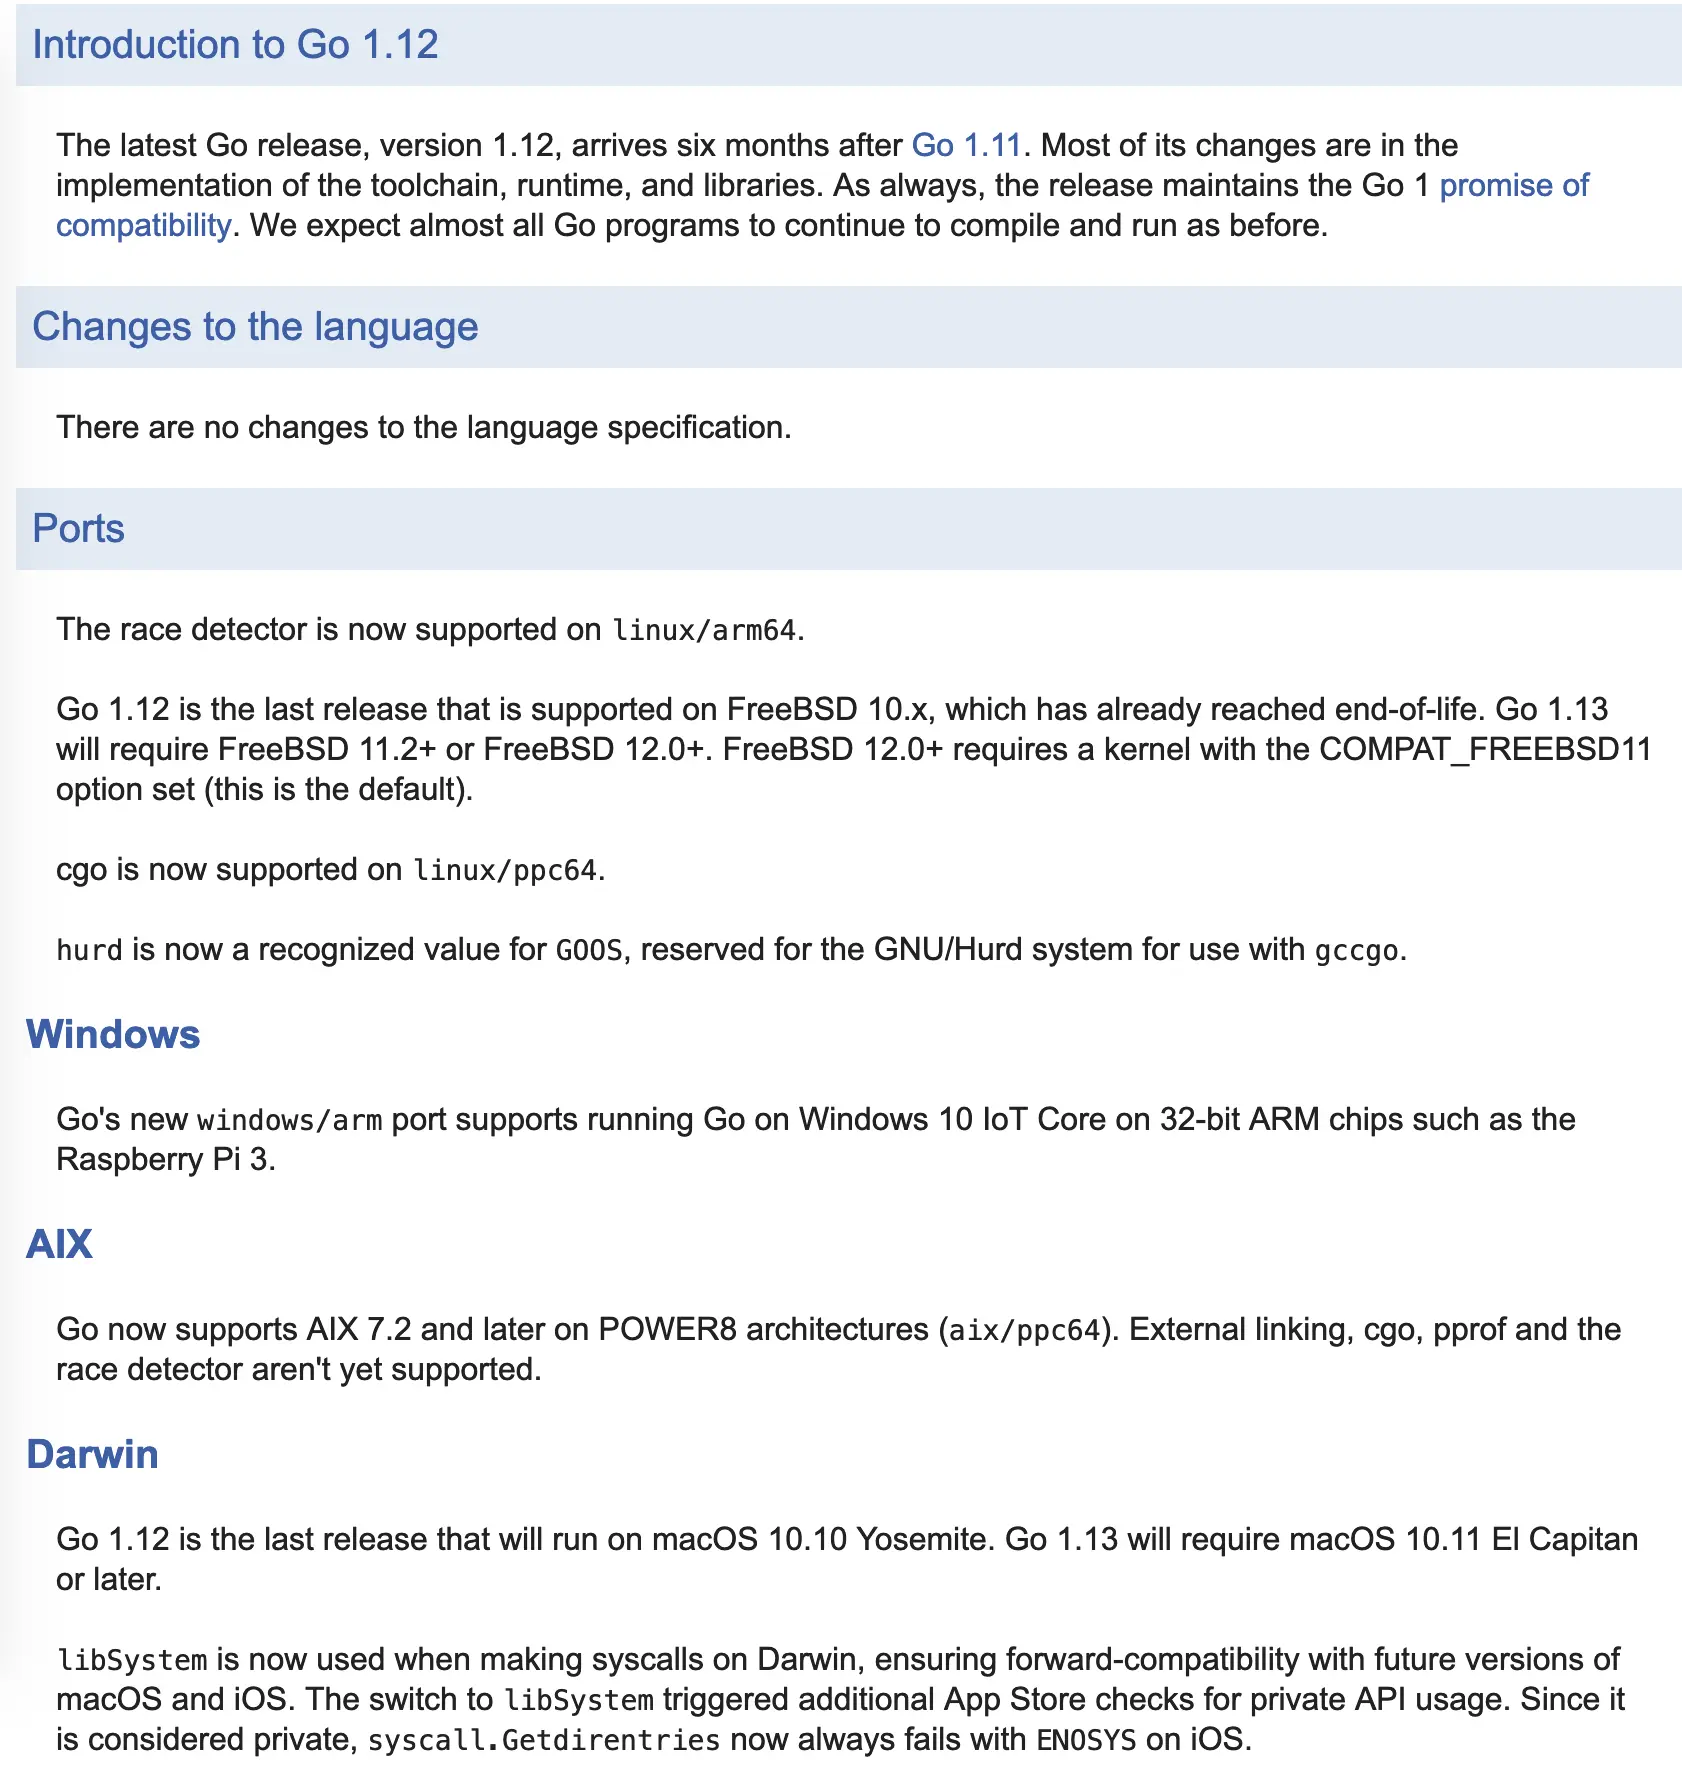 Introduction to Go 1.12
The latest Go release, version 1.12, arrives six months after Go 1.11. Most of its changes are in the
implementation of the toolchain, runtime, and libraries. As always, the release maintains the Go 1 promise of
compatibility. We expect almost all Go programs to continue to compile and run as before.
Changes to the language
There are no changes to the language specification.
Ports
The race detector is now supported on linux/arm64.
Go 1.12 is the last release that is supported on FreeBSD 10.x, which has already reached end-of-life. Go 1.13
will require FreeBSD 11.2+ or FreeBSD 12.0+. FreeBSD 12.0+ requires a kernel with the COMPAT_FREEBSD11
option set (this is the default).
cgo is now supported on linux/ppc64.
hurd is now a recognized value for GOOS, reserved for the GNU/Hurd system for use with gccgo.
Windows
Go's new windows/arm port supports running Go on Windows 10 IoT Core on 32-bit ARM chips such as the
Raspberry Pi 3.
AIX
Go now supports AIX 7.2 and later on POWER8 architectures (aix/ppc64). External linking, cgo, pprof and the
race detector aren't yet supported.
Darwin
Go 1.12 is the last release that will run on macOS 10.10 Yosemite. Go 1.13 will require macOS 10.11 El Capitan
or later.
libSystem is now used when making syscalls on Darwin, ensuring forward-compatibility with future versions of
macOS and iOS. The switch to libSystem triggered additional App Store checks for private API usage. Since it
is considered private, syscall.Getdirentries now always fails with ENOSYS on iOS.